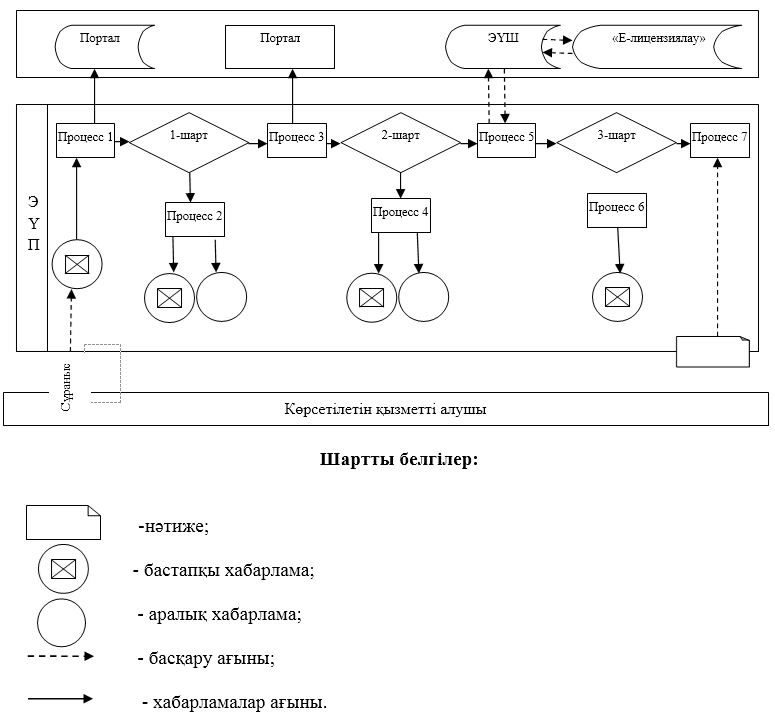 Портал
Портал
ЭҮШ
«Е-лицензиялау»
Процесс 1
1-шарт
Процесс 3
2-шарт
Процесс 5
3-шарт
Процесс 7
Э
Ү
П
Процесс 2
Процесс 4
Процесс 6
Сұраныс
Көрсетілетін қызметті алушы
Шартты белгілер:
-нәтиже;
- бастапқы хабарлама;
- аралық хабарлама;
- басқару ағыны;
- хабарламалар ағыны.